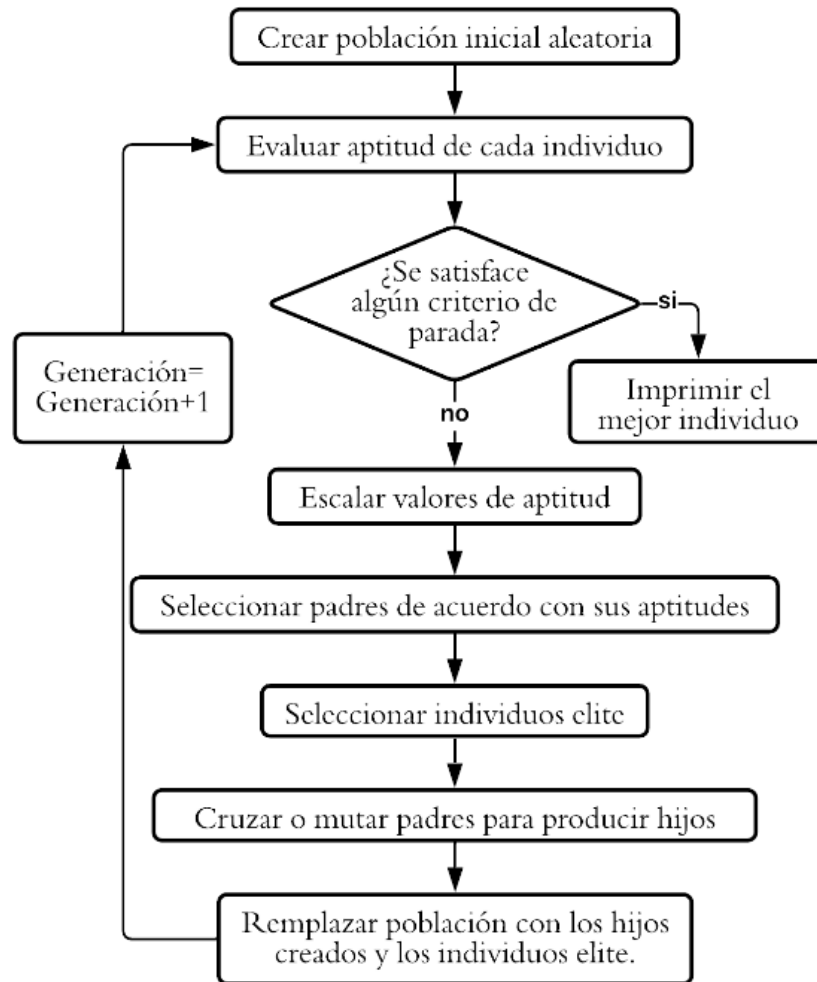 Crear población inicial aleatoria
Evaluar aptitud de cada individuo
¿Se satisface
algún criterio de
parada?
si
Generación=
Generación+1
Imprimir el
mejor individuo
no
Escalar valores de aptitud
Seleccionar padres de acuerdo con sus aptitudes
Seleccionar individuos elite
Cruzar o mutar padres para producir hijos
Remplazar población con los hijos
creados y los individuos elite.